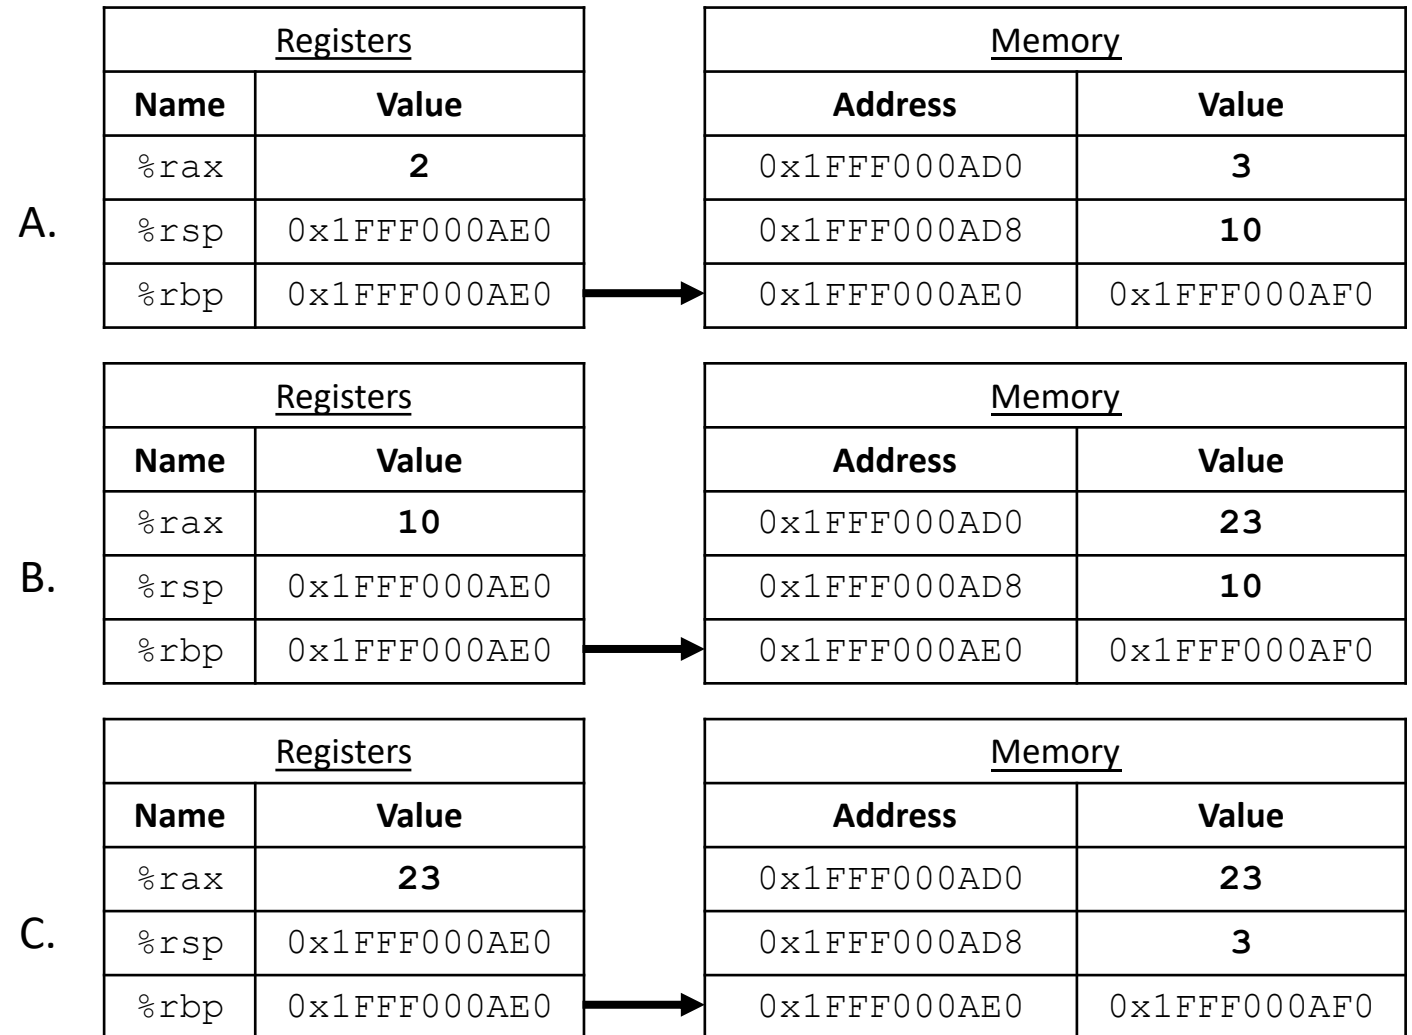 Registers Memory
Name Value Address Value
%rax 2 0x1FFF000AD0 3
A. %rsp 0x1FFF000AE0 0x1FFF000AD8 10
%rbp 0x1FFF000AE0 0x1FFF000AE0 0x1FFF000AF0
Registers Memory
Name Value Address Value
%rax 10 0x1FFF000AD0 23
B. %rsp 0x1FFF000AE0 0x1FFF000AD8 10
%rbp 0x1FFF000AE0 0x1FFF000AE0 0x1FFF000AF0
Registers Memory
Name Value Address Value
%rax 23 0x1FFF000AD0 23
C. %rsp 0x1FFF000AE0 0x1FFF000AD8 3
%rbp 0x1FFF000AE0 0x1FFF000AE0 0x1FFF000AF0